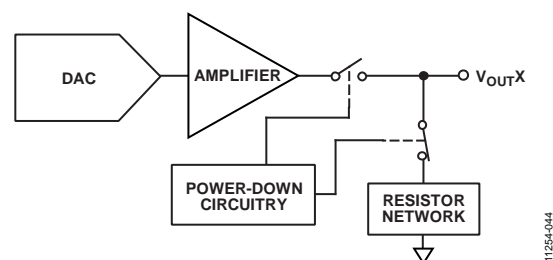 DAC
AMPLIFIER
VOUTX
POWER-DOWN
CIRCUITRY
RESISTOR
NETWORK
11254-044